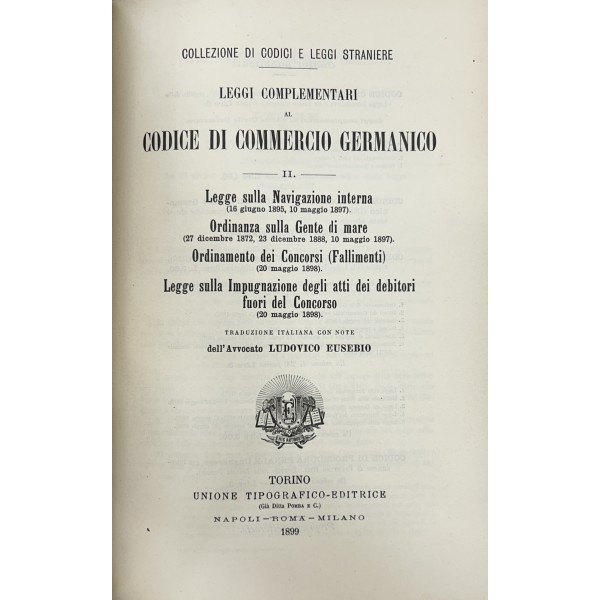 COLLEZIONE DI CODICI E LEGGI STRANIERE
LEGGI COMPLEMENTARI
AL
CODICE DI COMMERCIO GERMANICO
II.
Legge sulla Navigazione interna
(16 giugno 1895, 10 maggio 1897).
Ordinanza sulla Gente di mare
(27 dicembre 1872, 23 dicembre 1888, 10 maggio 1897).
Ordinamento dei Concorsi (Fallimenti)
(20 maggio 1898).
Legge sulla Impugnazione degli atti dei debitori
fuori del Concorso
(20 maggio 1898).
TRADUZIONE ITALIANA CON NOTE
dell'Avvocato LUDOVICO EUSEBIO
TORINO
UNIONE TIPOGRAFICO-EDITRICE
(Già Ditta POMBA E C.)
NAPOLI-ROMA-MILANO
1899